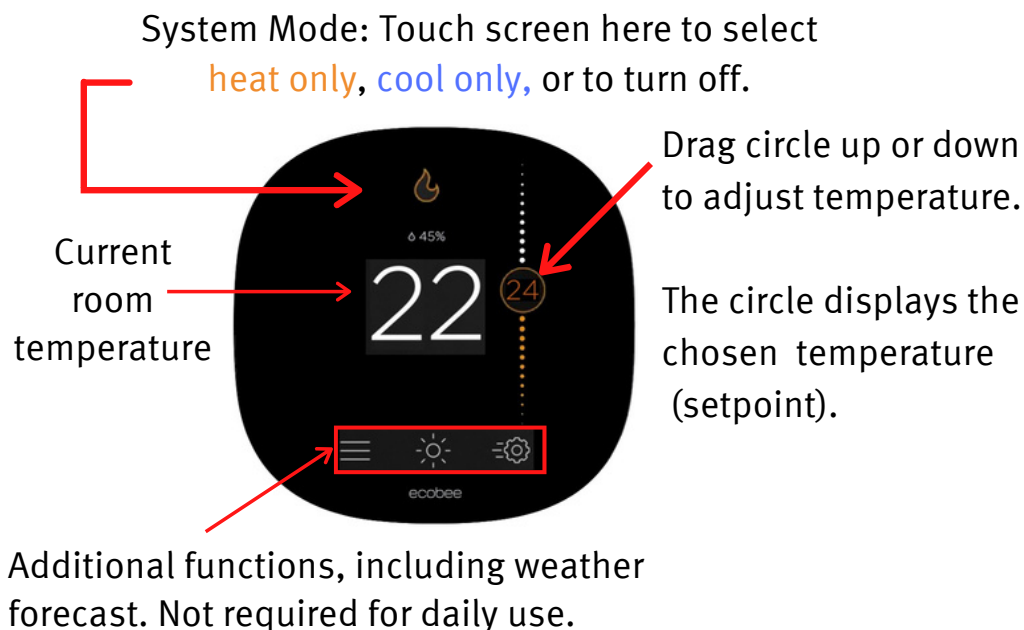 System Mode: Touch screen here to select
heat only, cool only, or to turn off.
Drag circle up or down
to adjust temperature.
45%
Current
room
temperature
22
24
The circle displays the
chosen temperature
(setpoint).
ecobee
Additional functions, including weather
forecast. Not required for daily use.